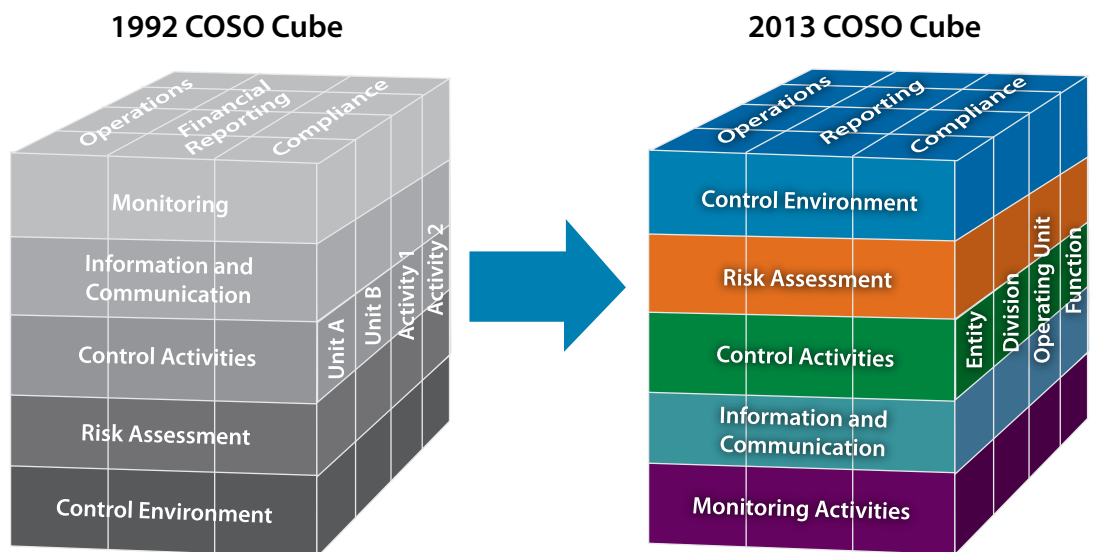 1992 COSO Cube
Operations
Financial
Reporting
Compliance
Monitoring
Information and
Communication
Control Activities
Risk Assessment
Control Environment
Unit A
Unit B
Activity 1
Activity 2
2013 COSO Cube
Operations
Reporting
Compliance
Control Environment
Risk Assessment
Control Activities
Information and
Communication
Monitoring Activities
Entity
Division
Operating Unit
Function